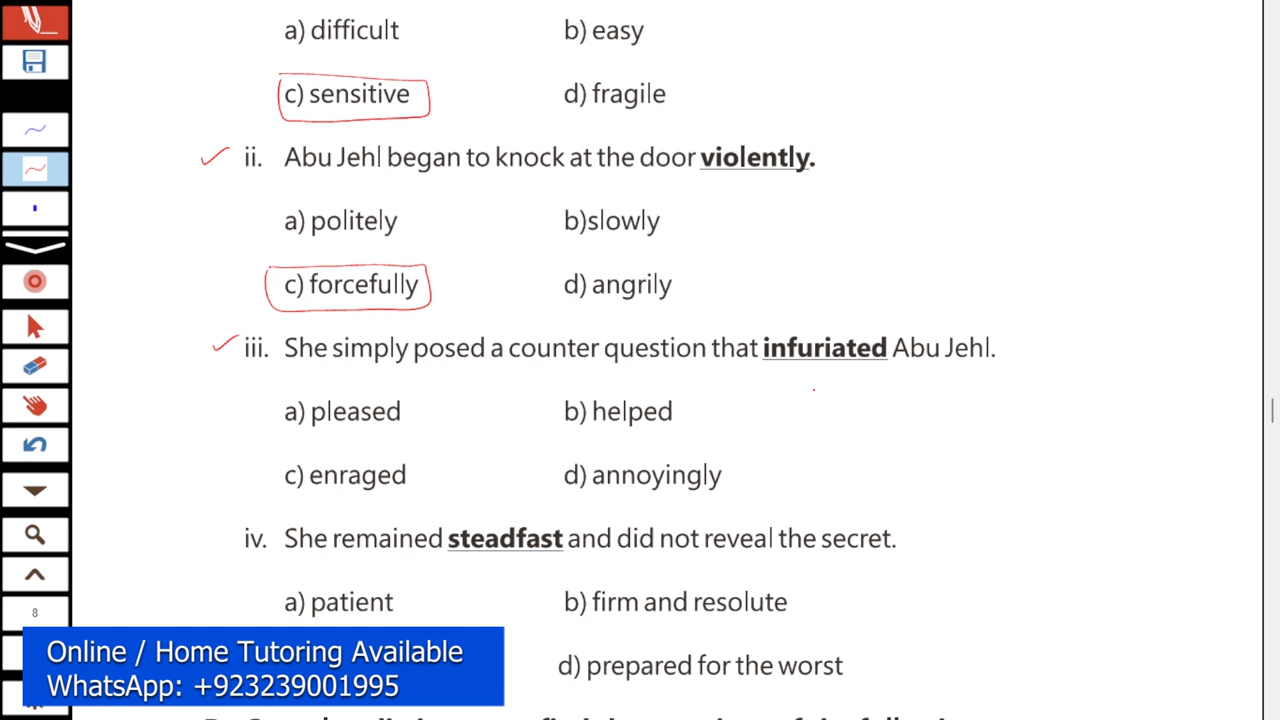 a) difficult b) easy
c) sensitive d) fragile
ii. Abu Jehl began to knock at the door violently.
a) politely b)slowly
c) forcefully d) angrily
iii. She simply posed a counter question that infuriated Abu Jehl.
a) pleased b) helped
c) enraged d) annoyingly
iv. She remained steadfast and did not reveal the secret.
a) patient b) firm and resolute
8
d) prepared for the worst
Online / Home Tutoring Available
WhatsApp: +923239001995